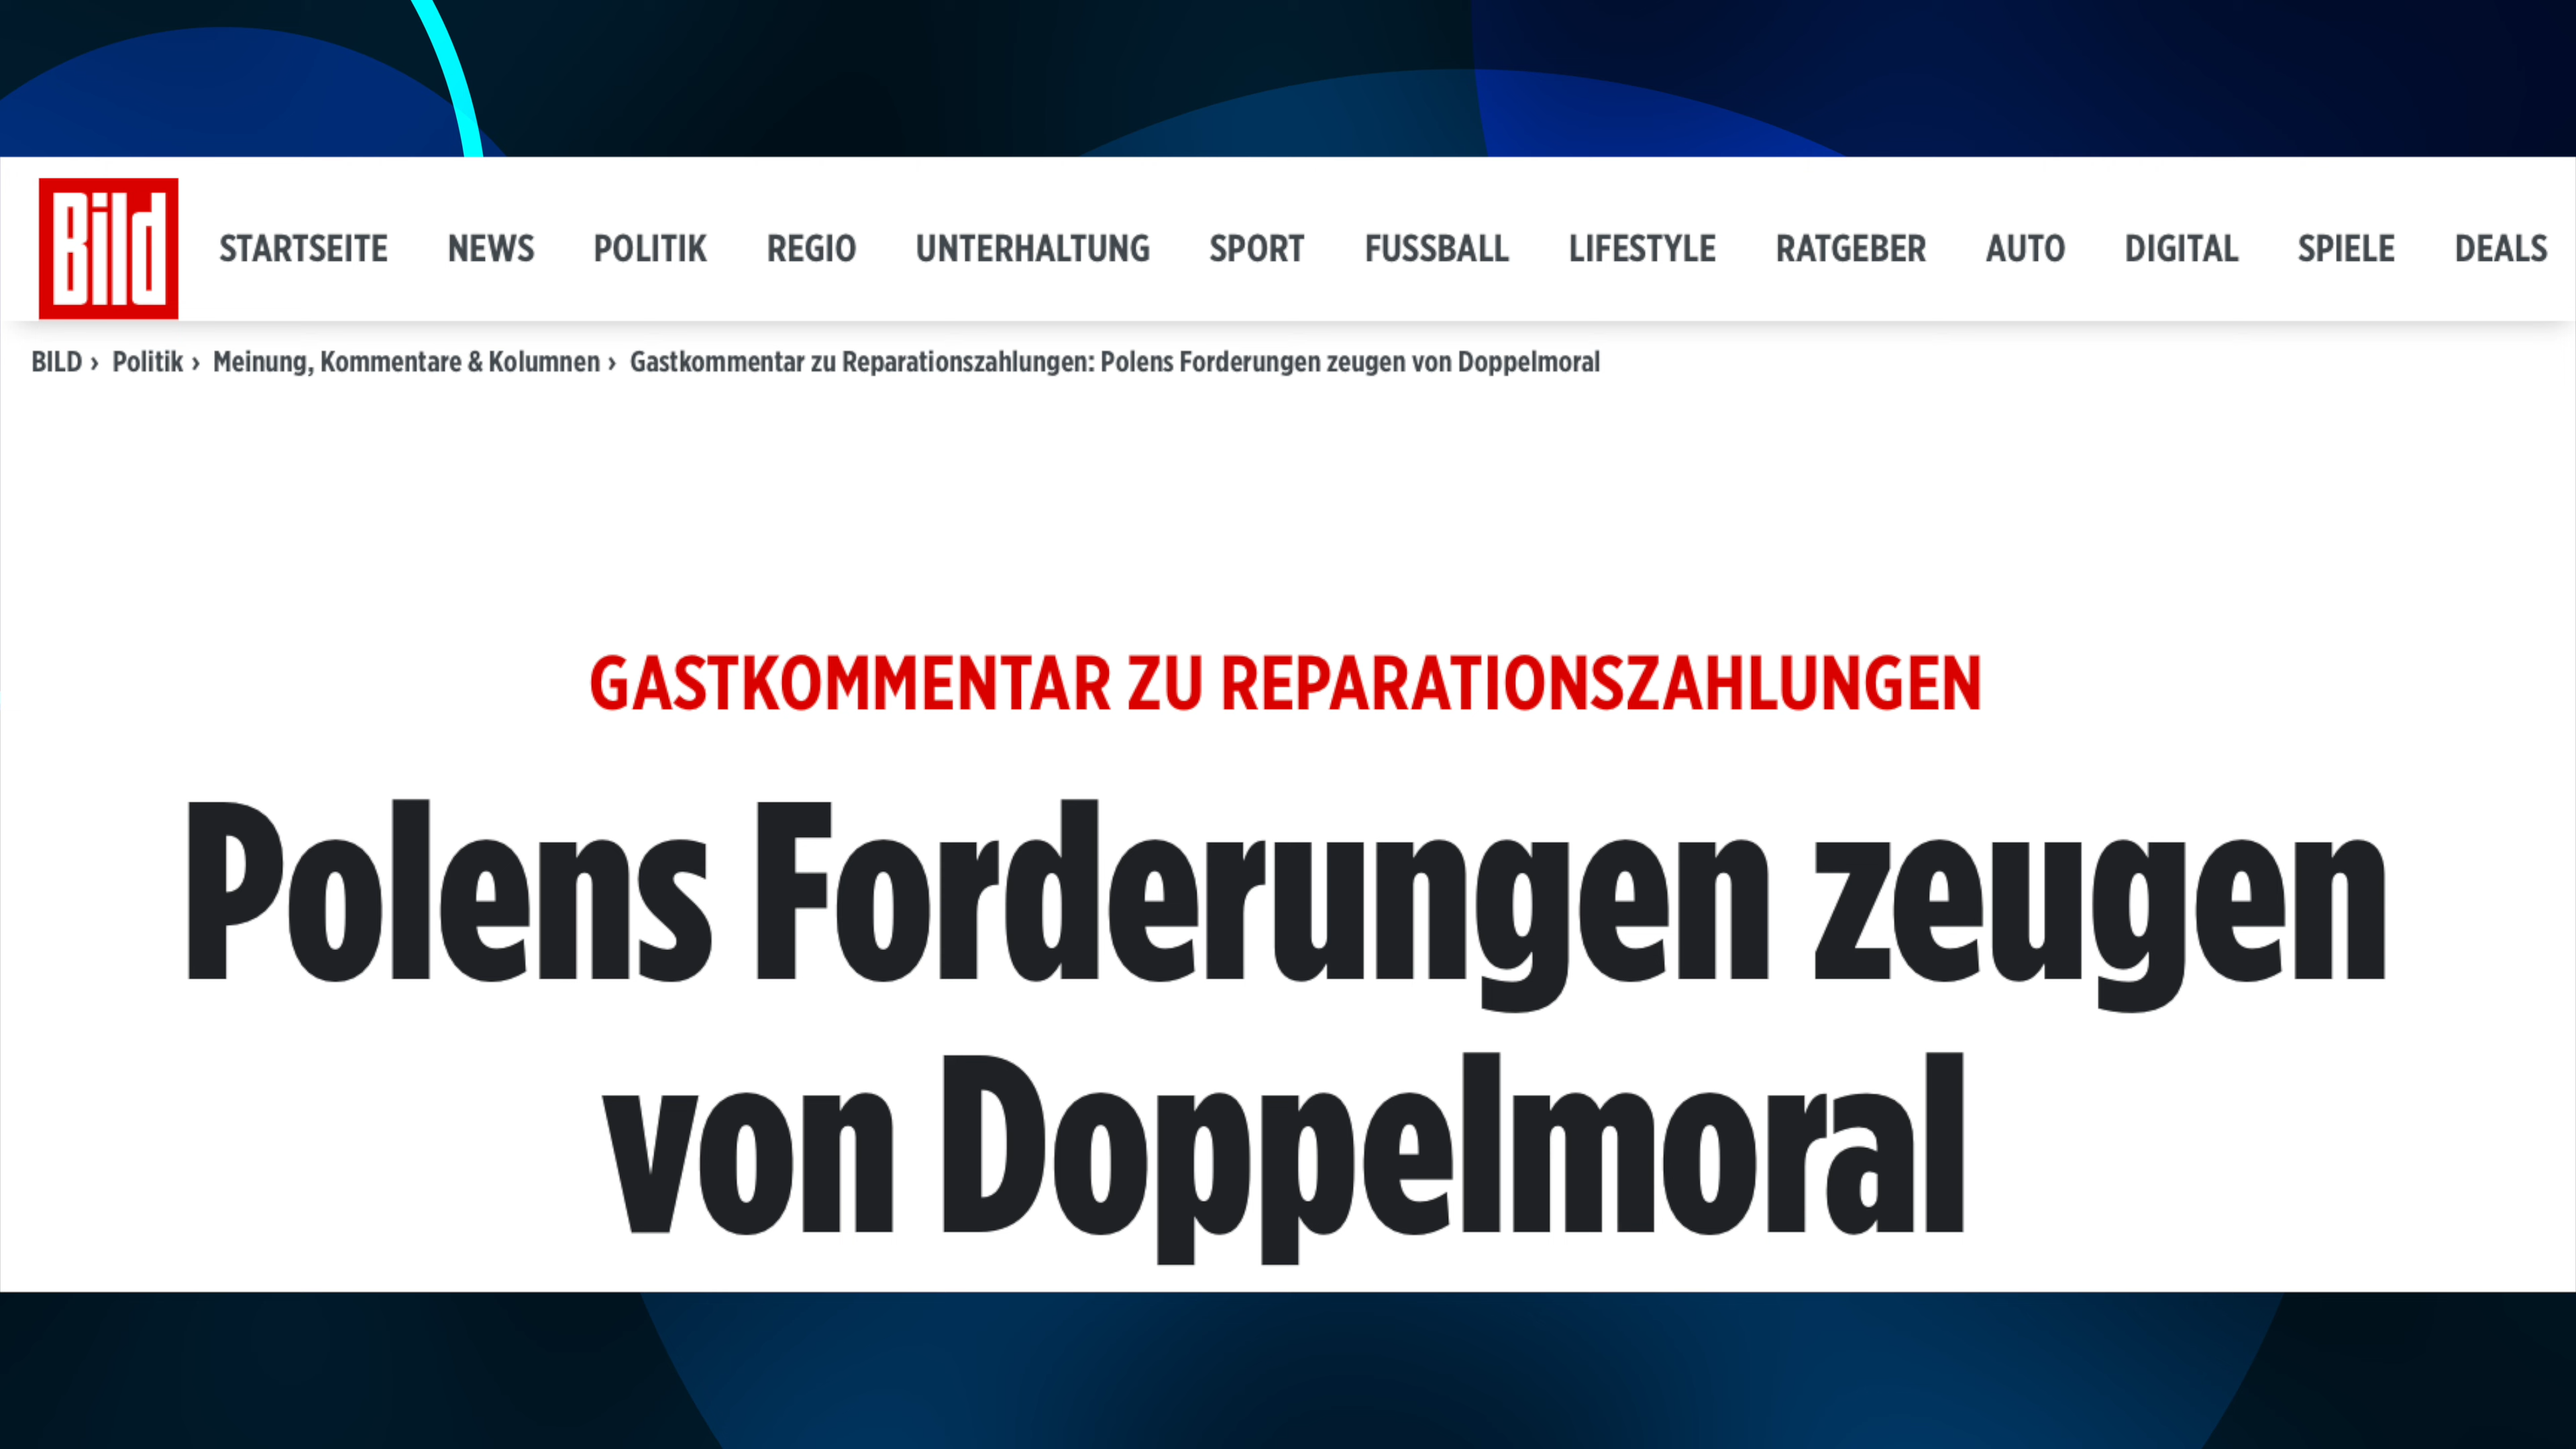 Bild
STARTSEITE NEWS POLITIK REGIO UNTERHALTUNG SPORT FUSSBALL LIFESTYLE RATGEBER AUTO DIGITAL SPIELE DEALS
BILD › Politik › Meinung, Kommentare & Kolumnen › Gastkommentar zu Reparationszahlungen: Polens Forderungen zeugen von Doppelmoral
GASTKOMMENTAR ZU REPARATIONSZAHLUNGEN
Polens Forderungen zeugen
von Doppelmoral